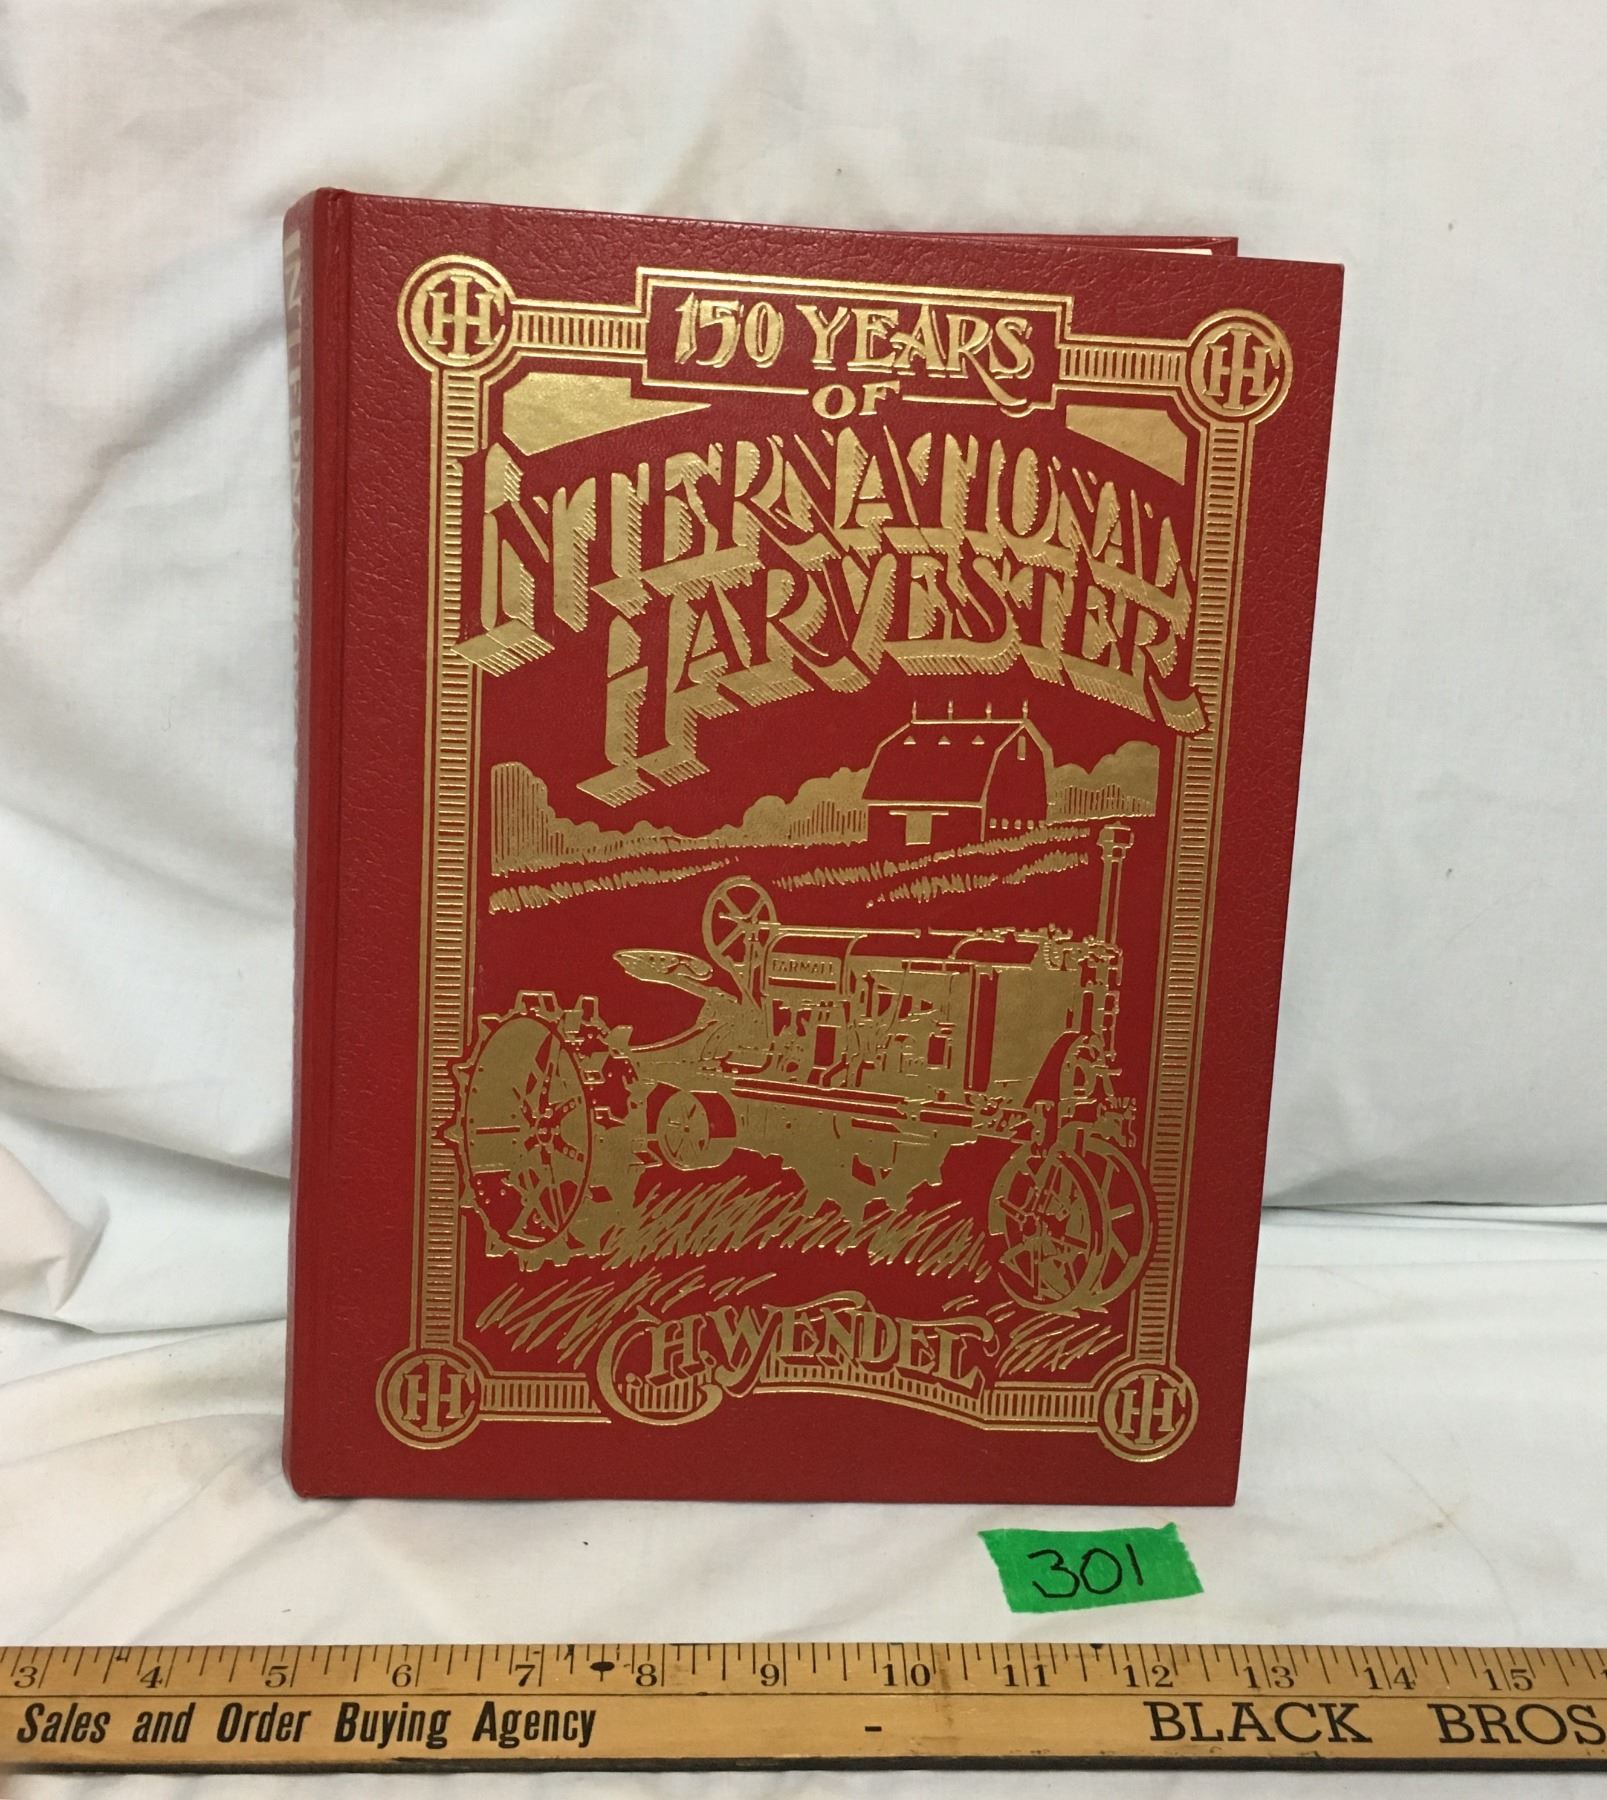 150 YEARS
OF
INTERNATIONAL
HARVESTER
FARMALL
C.H. WENDEL
IHC
IHC
IHC
IHC
301
3 4 5 6 7 8 9 10 11 12 13 14 15
Sales and Order Buying Agency - BLACK BROS